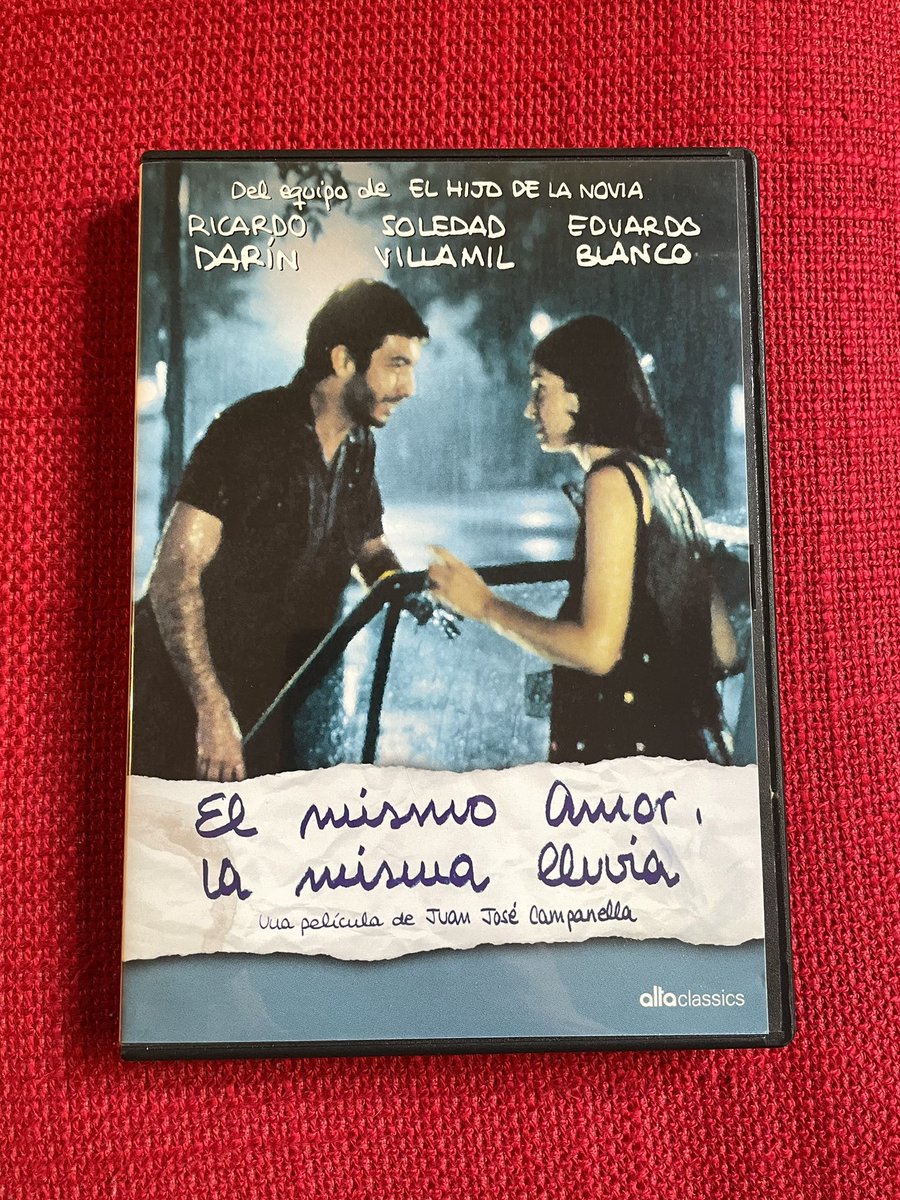 Del equipo de EL HIJO DE LA NOVIA
RICARDO SOLEDAD EDUARDO
DARÍN VILLAMIL BLANCO
El mismo amor,
la misma lluvia
una película de Juan José Campanella
altaclassics